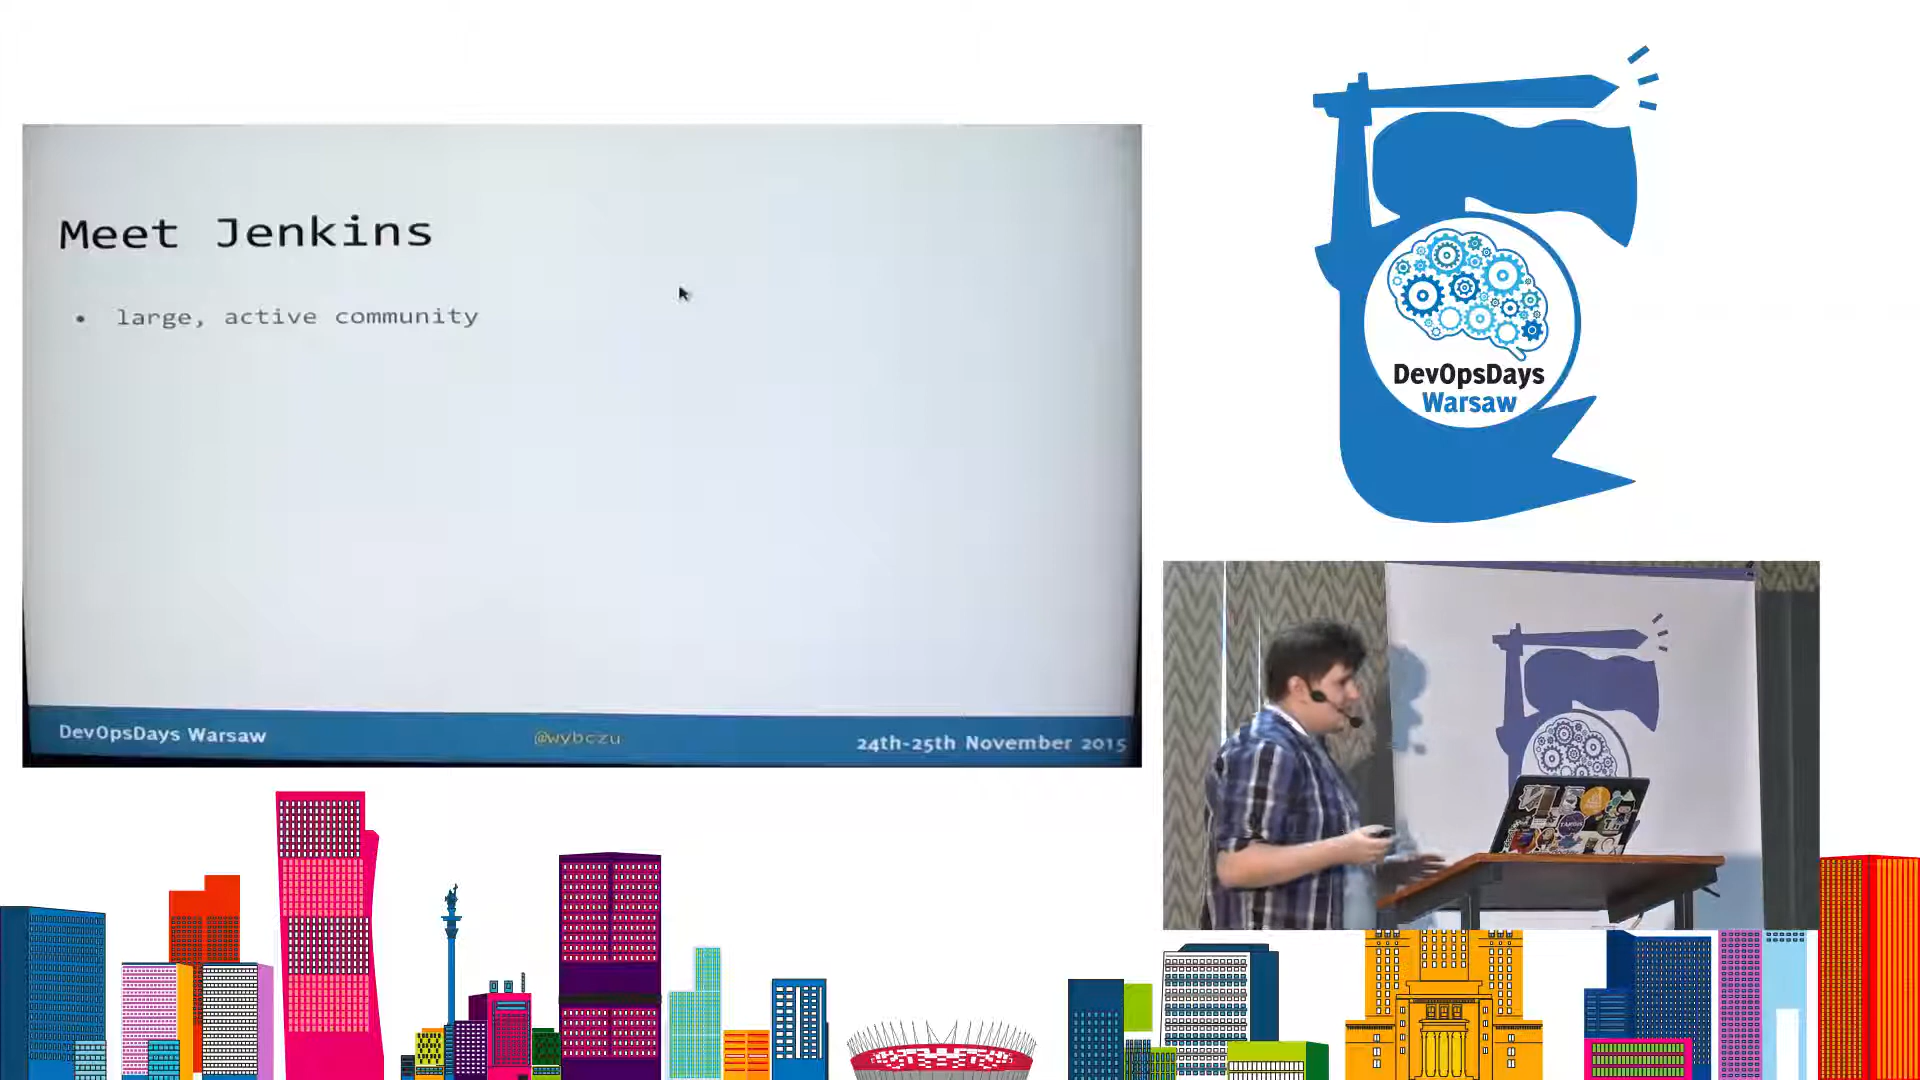 Meet Jenkins
• large, active community
DevOpsDays Warsaw
@wybczu
24th-25th November 2015
DevOpsDays
Warsaw